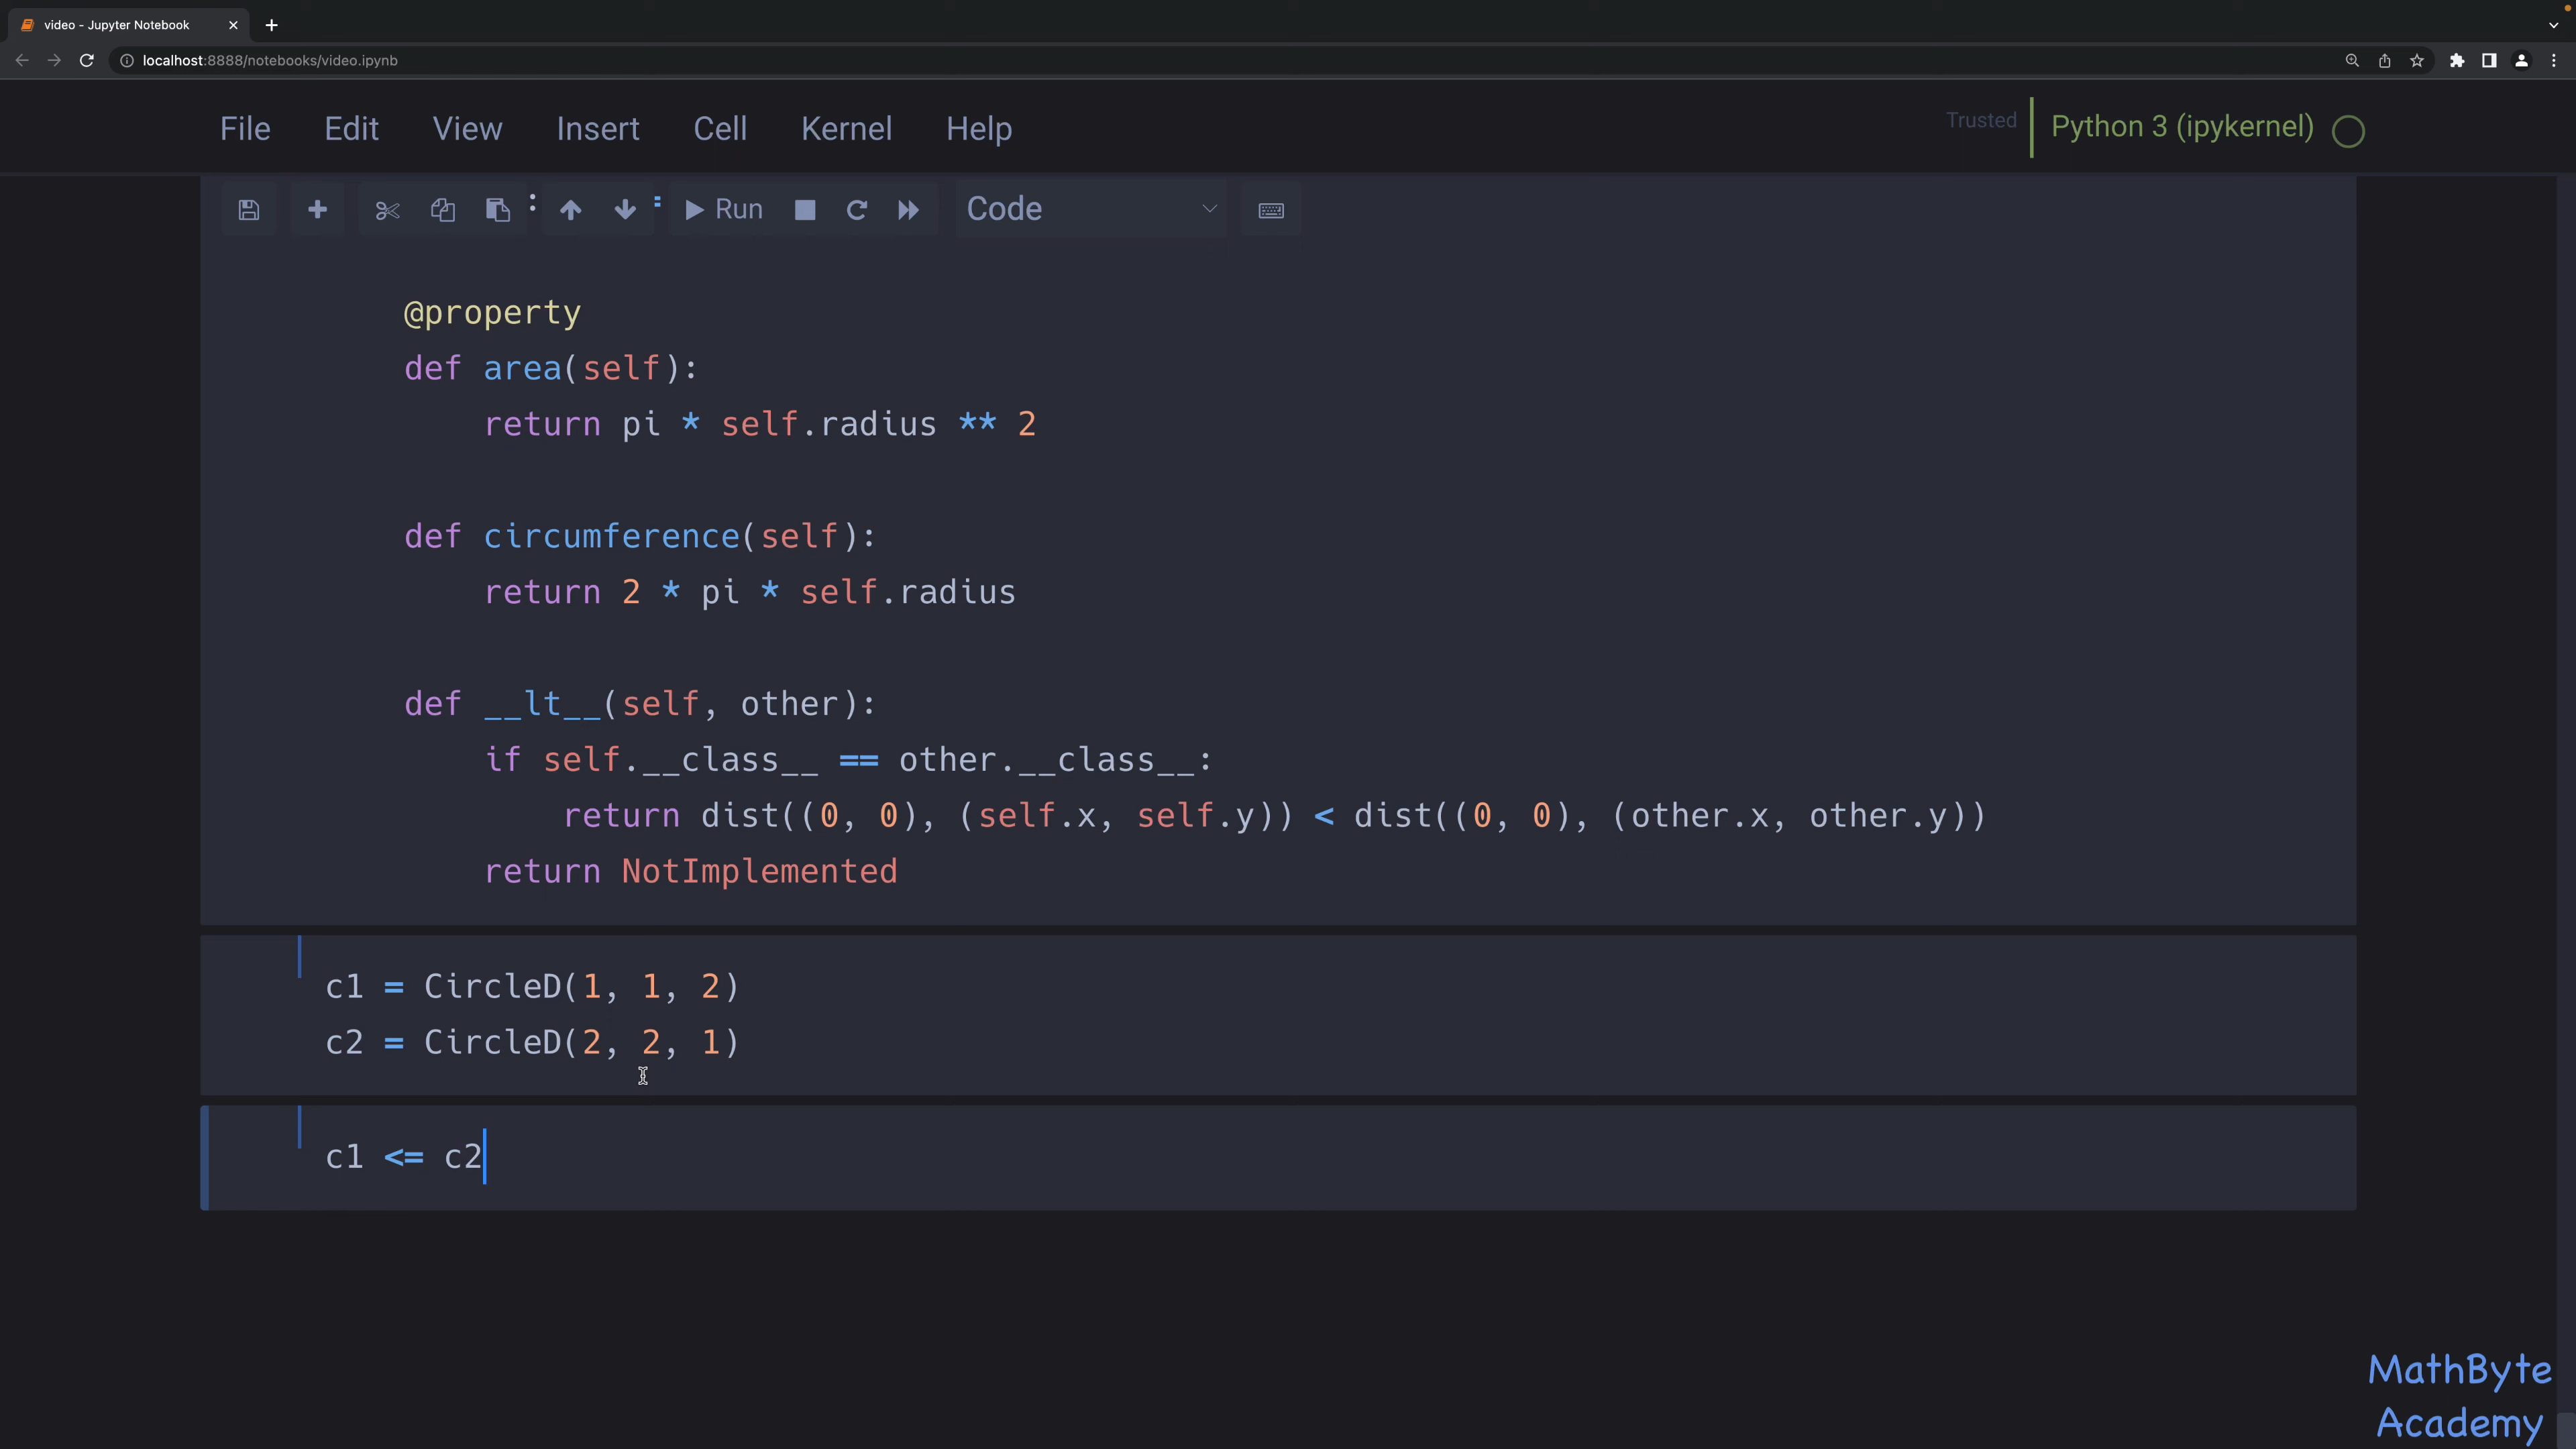 video - Jupyter Notebook
localhost:8888/notebooks/video.ipynb
File Edit View Insert Cell Kernel Help Trusted Python 3 (ipykernel)
Run Code
@property
def area(self):
return pi * self.radius ** 2
def circumference(self):
return 2 * pi * self.radius
def __lt__(self, other):
if self.__class__ == other.__class__:
return dist((0, 0), (self.x, self.y)) < dist((0, 0), (other.x, other.y))
return NotImplemented
c1 = CircleD(1, 1, 2)
c2 = CircleD(2, 2, 1)
c1 <= c2
MathByte
Academy